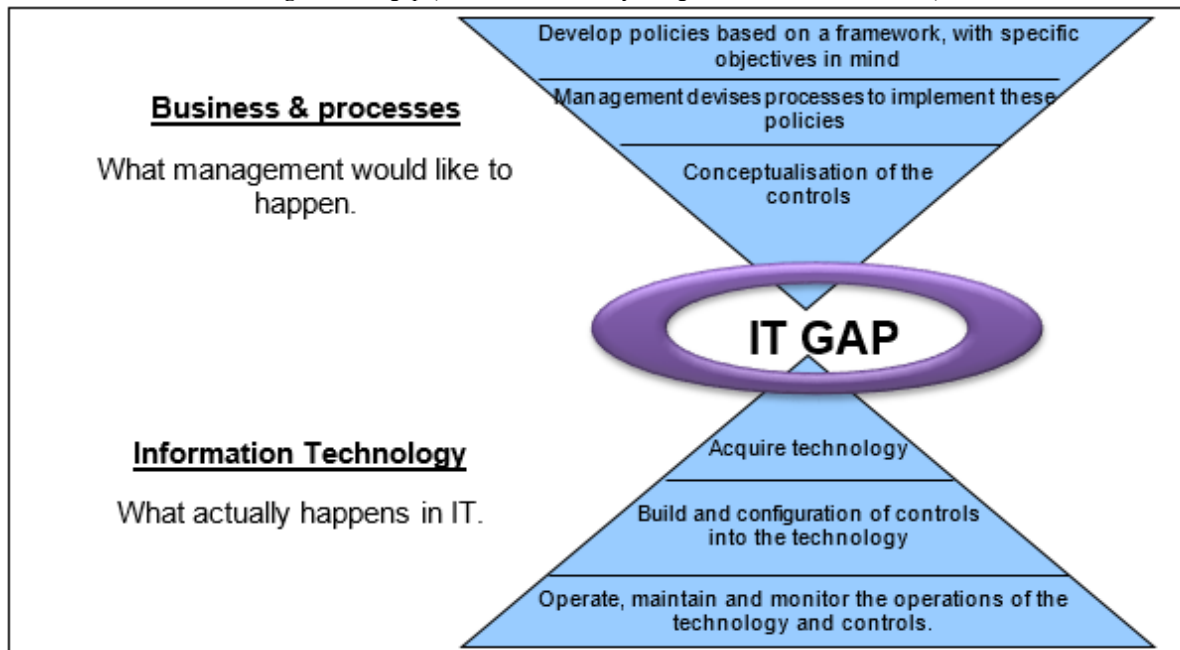 Develop policies based on a framework, with specific
objectives in mind
Management devises processes to implement these
policies
Conceptualisation of the
controls
Business & processes
What management would like to
happen.
IT GAP
Information Technology
What actually happens in IT.
Acquire technology
Build and configuration of controls
into the technology
Operate, maintain and monitor the operations of the
technology and controls.